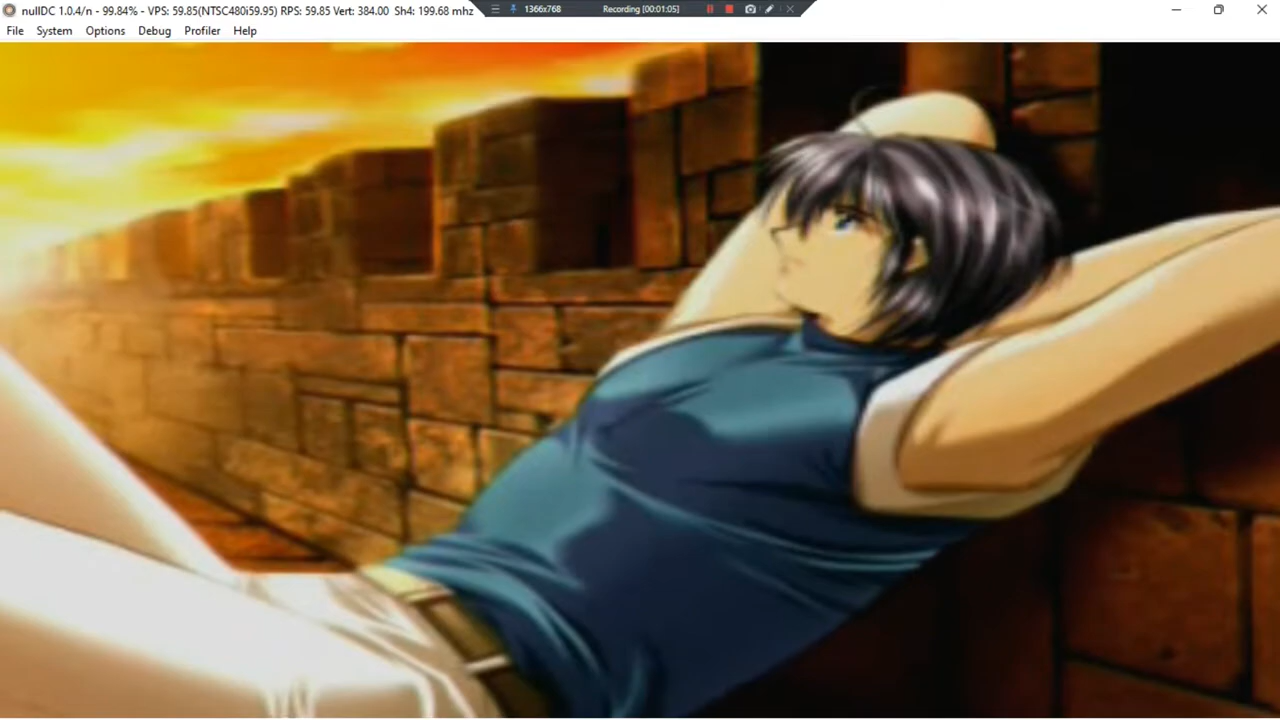 nullDC 1.0.4/n - 99.84% - VPS: 59.85(NTSC480i59.95) RPS: 59.85 Vert: 384.00 Sh4: 199.68 mhz
1366x768 Recording [00:01:05]
File System Options Debug Profiler Help